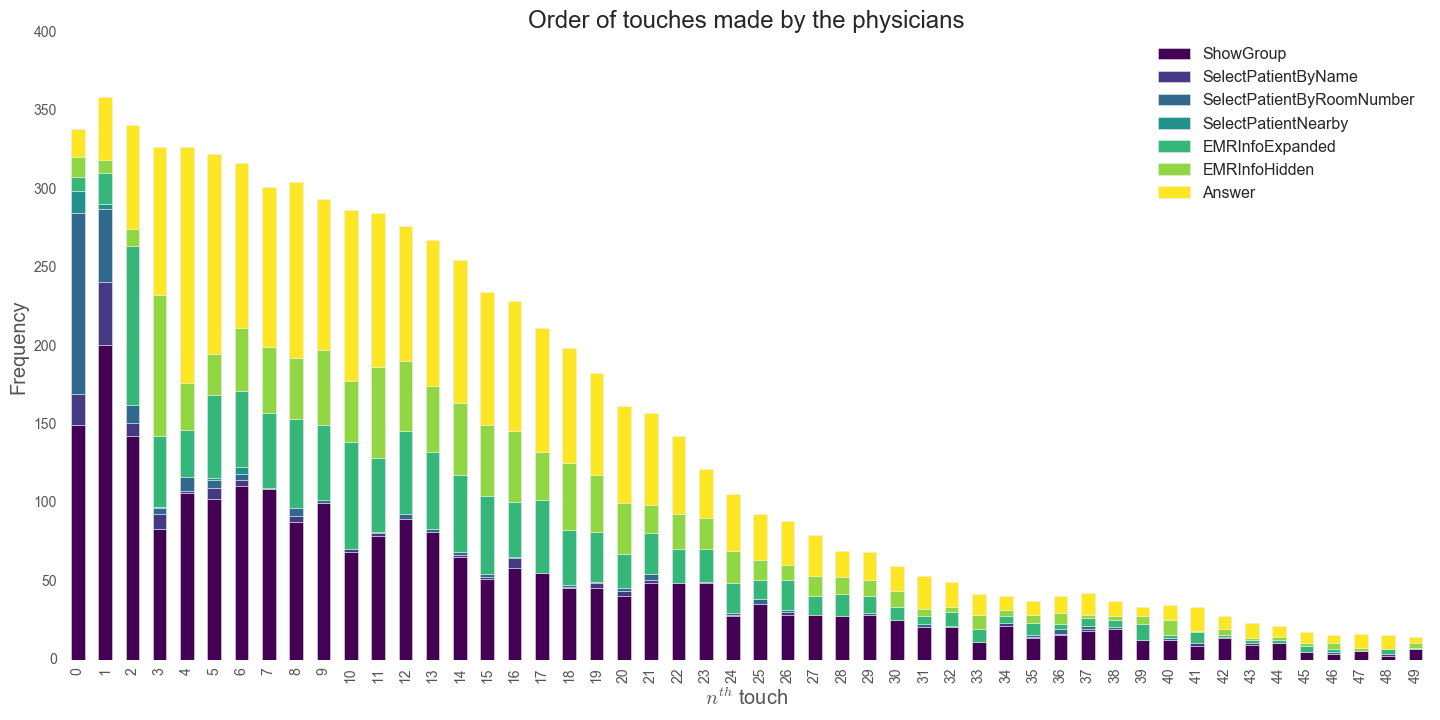 Order of touches made by the physicians
400
350
300
250
200
150
100
50
0
Frequency
ShowGroup
SelectPatientByName
SelectPatientByRoomNumber
SelectPatientNearby
EMRInfoExpanded
EMRInfoHidden
Answer
0 1 2 3 4 5 6 7 8 9 10 11 12 13 14 15 16 17 18 19 20 21 22 23 24 25 26 27 28 29 30 31 32 33 34 35 36 37 38 39 40 41 42 43 44 45 46 47 48 49
n^th touch